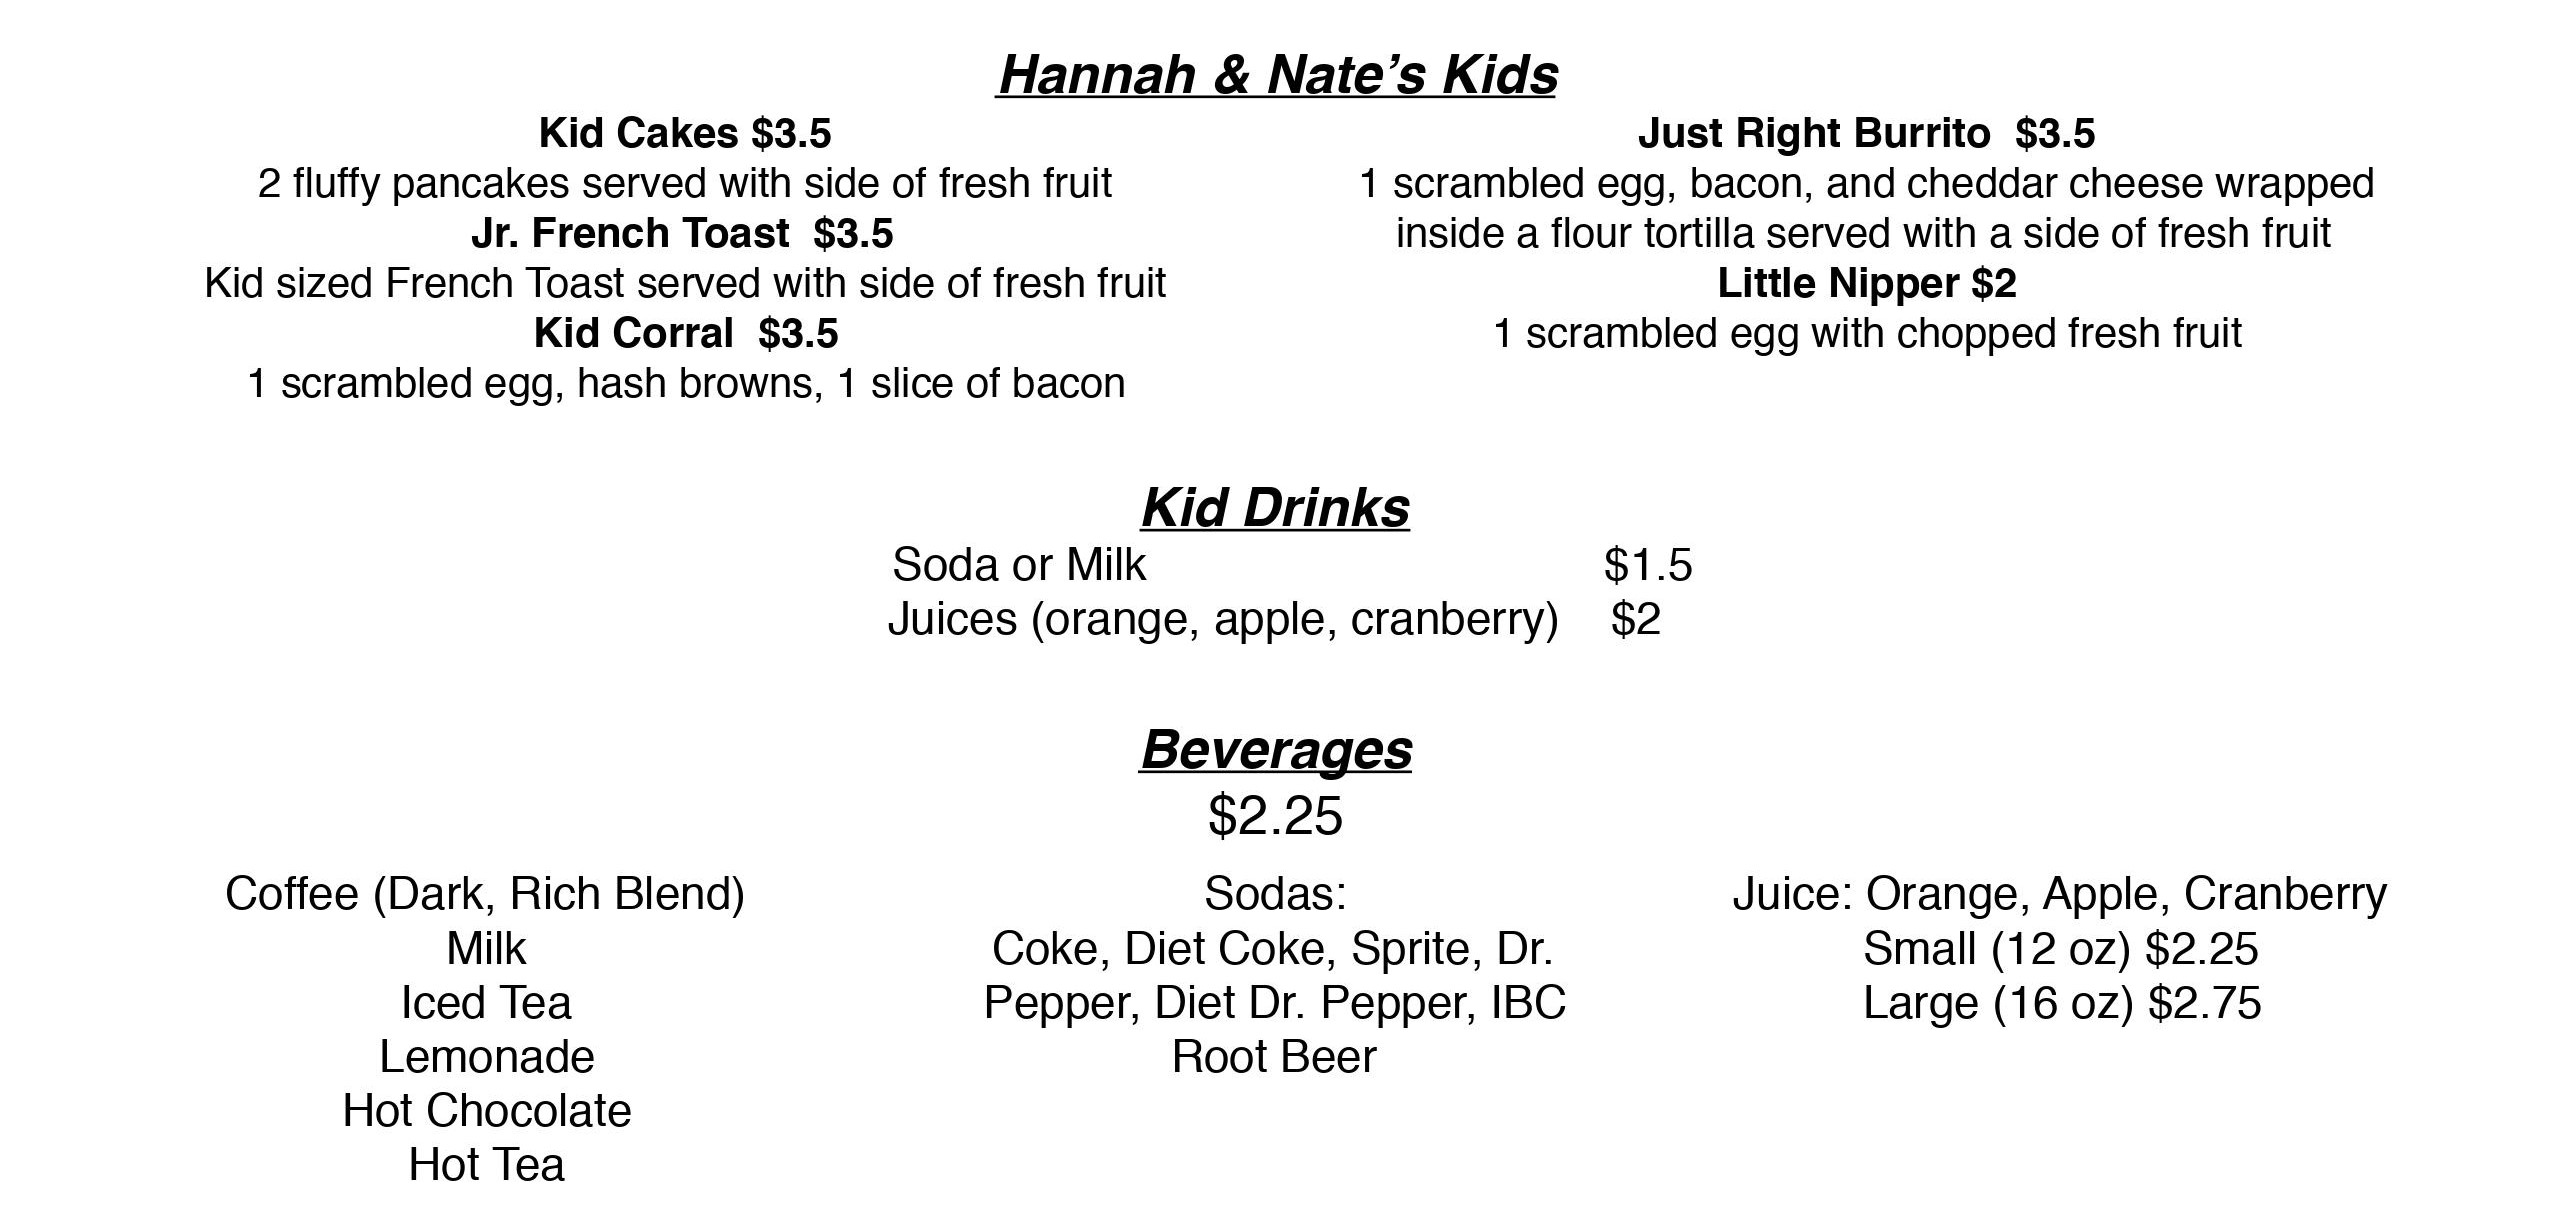 Hannah & Nate’s Kids
Kid Cakes $3.5
2 fluffy pancakes served with side of fresh fruit
Jr. French Toast  $3.5
Kid sized French Toast served with side of fresh fruit
Kid Corral  $3.5
1 scrambled egg, hash browns, 1 slice of bacon
Just Right Burrito  $3.5
1 scrambled egg, bacon, and cheddar cheese wrapped
inside a flour tortilla served with a side of fresh fruit
Little Nipper $2
1 scrambled egg with chopped fresh fruit
Kid Drinks
Soda or Milk $1.5
Juices (orange, apple, cranberry) $2
Beverages
$2.25
Coffee (Dark, Rich Blend)
Milk
Iced Tea
Lemonade
Hot Chocolate
Hot Tea
Sodas:
Coke, Diet Coke, Sprite, Dr.
Pepper, Diet Dr. Pepper, IBC
Root Beer
Juice: Orange, Apple, Cranberry
Small (12 oz) $2.25
Large (16 oz) $2.75